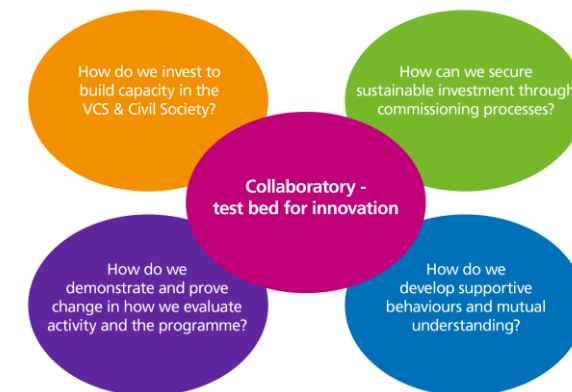 How do we invest to
build capacity in the
VCS & Civil Society?
How can we secure
sustainable investment through
commissioning processes?
Collaboratory -
test bed for innovation
How do we
demonstrate and prove
change in how we evaluate
activity and the programme?
How do we
develop supportive
behaviours and mutual
understanding?